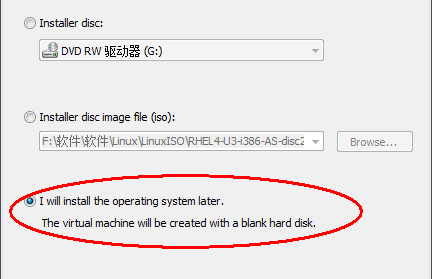 Installer disc:
DVD RW 驱动器 (G:)
Installer disc image file (iso):
F:\软件\软件\Linux\LinuxISO\RHEL4-U3-i386-AS-disc2
Browse...
I will install the operating system later.
The virtual machine will be created with a blank hard disk.